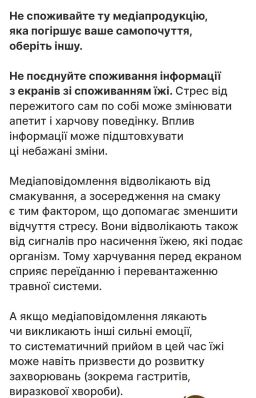 Не споживайте ту медіапродукцію,
яка погіршує ваше самопочуття,
оберіть іншу.
Не поєднуйте споживання інформації
з екранів зі споживанням їжі. Стрес від
пережитого сам по собі може змінювати
апетит і харчову поведінку. Вплив
інформації може підштовхувати
ці небажані зміни.
Медіаповідомлення відволікають від
смакування, а зосередження на смаку
є тим фактором, що допомагає зменшити
відчуття стресу. Вони відволікають також
від сигналів про насичення їжею, які подає
організм. Тому харчування перед екраном
сприяє переїданню і перевантаженню
травної системи.
А якщо медіаповідомлення лякають
чи викликають інші сильні емоції,
то систематичний прийом в цей час їжі
може навіть призвести до розвитку
захворювань (зокрема гастритів,
виразкової хвороби).